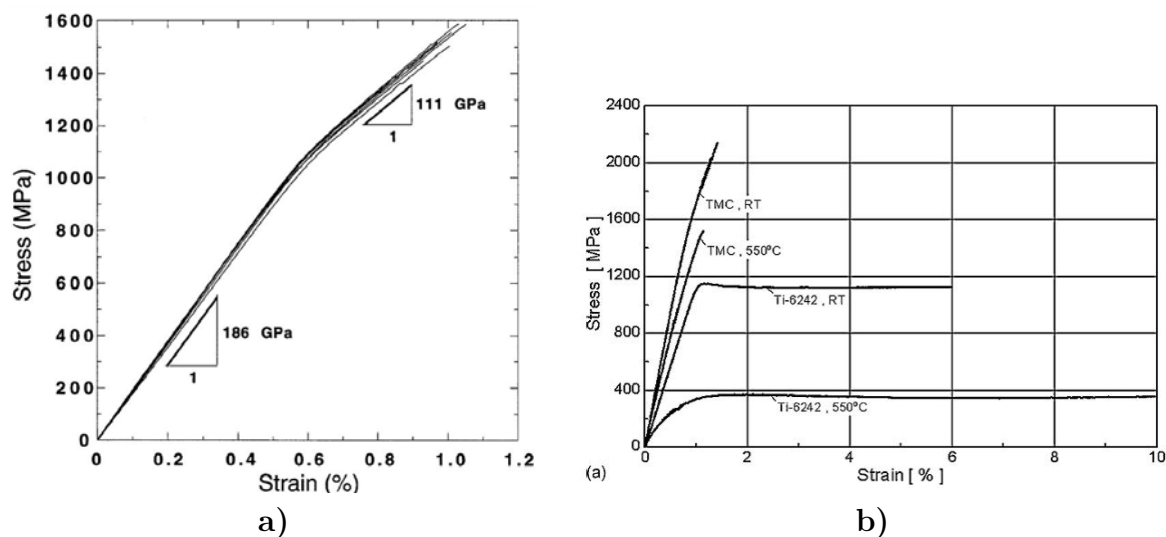 1600
1400
1200
1000
800
600
400
200
0
Stress (MPa)
111 GPa
1
186 GPa
1
0 0.2 0.4 0.6 0.8 1.0 1.2
Strain (%)
a)
2400
2000
1600
1200
800
400
0
Stress [ MPa ]
TMC , RT
TMC , 550°C
Ti-6242 , RT
Ti-6242 , 550°C
0 2 4 6 8 10
(a)
Strain [ % ]
b)